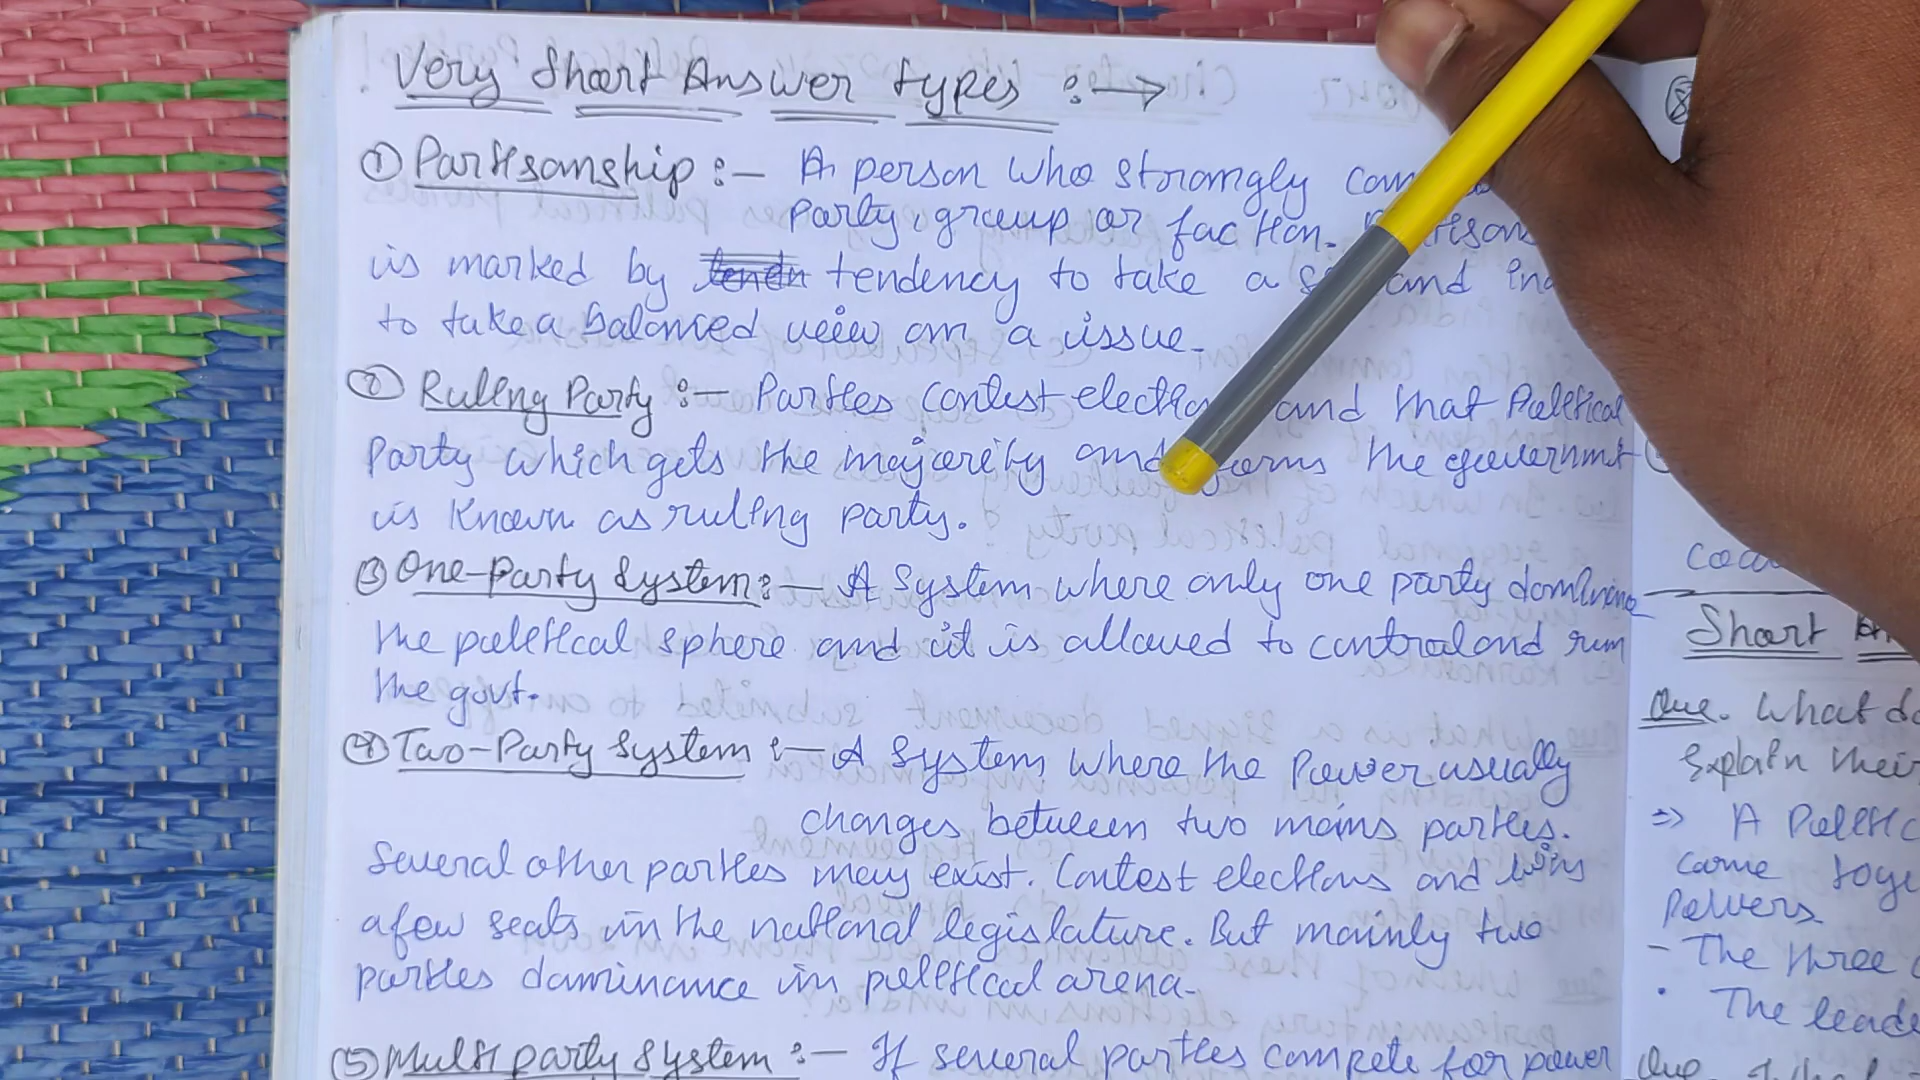 Very Short Answer types :→
① Partisanship :- A person who strongly
party, group or faction.
is marked by tendency to take a and
to take a balanced veiw on a issue.
② Ruling Party :- Parties contest and that Political
Party which gets the majority and forms the government
is known as ruling party.
③ One-Party System :- A System where only one party domin
the political sphere and it is allowed to control and run
the govt.
④ Two-Party System :- A System where the Power usually
changes between two mains parties.
Several other parties may exist. Contest elections and wins
a few seats in the national legislature. But mainly two
parties dominance in political arena.
⑤ Multi party System :- If several parties compete for power
⑧
Short
Que. What do
Explain their
⇒ A Politic
came toge
Powers
- The three
• The leade
Que.